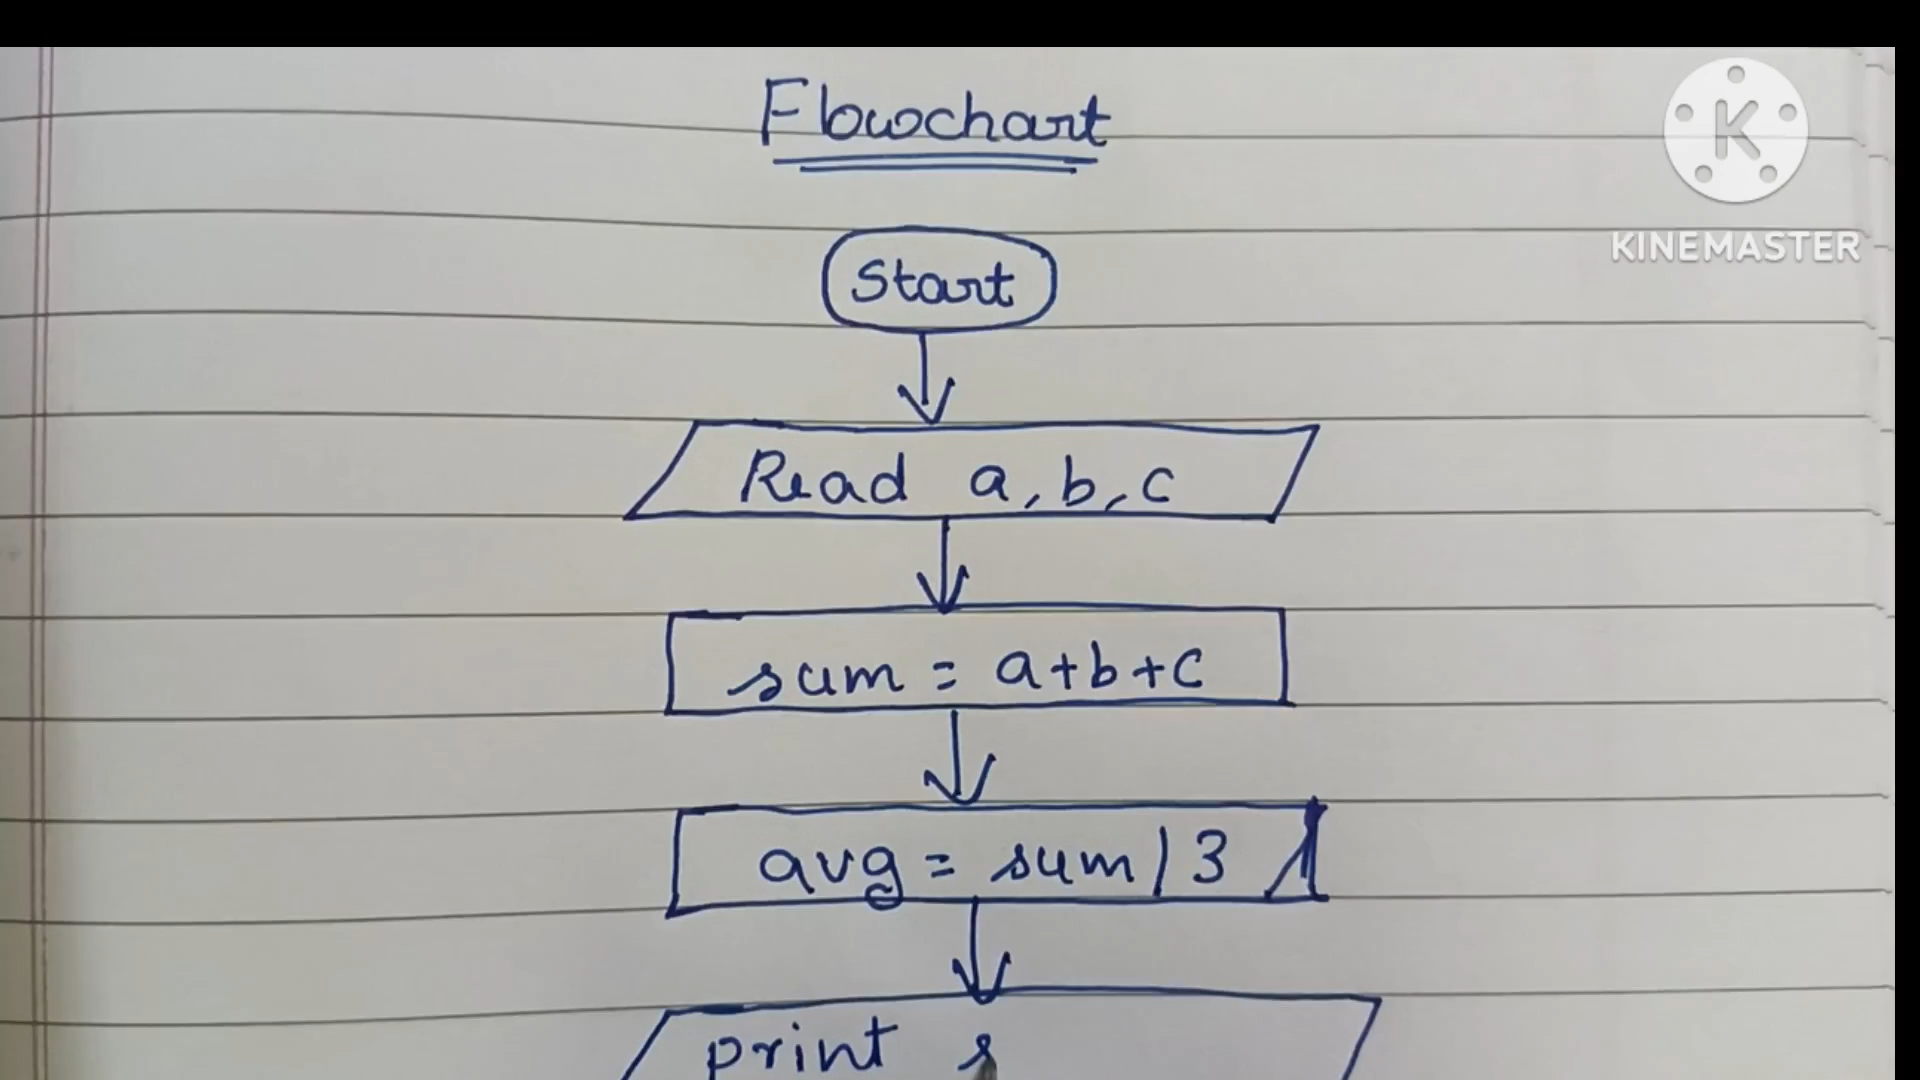 Flowchart
K
KINEMASTER
Start
Read a, b, c
sum = a+b+c
avg = sum / 3
print s